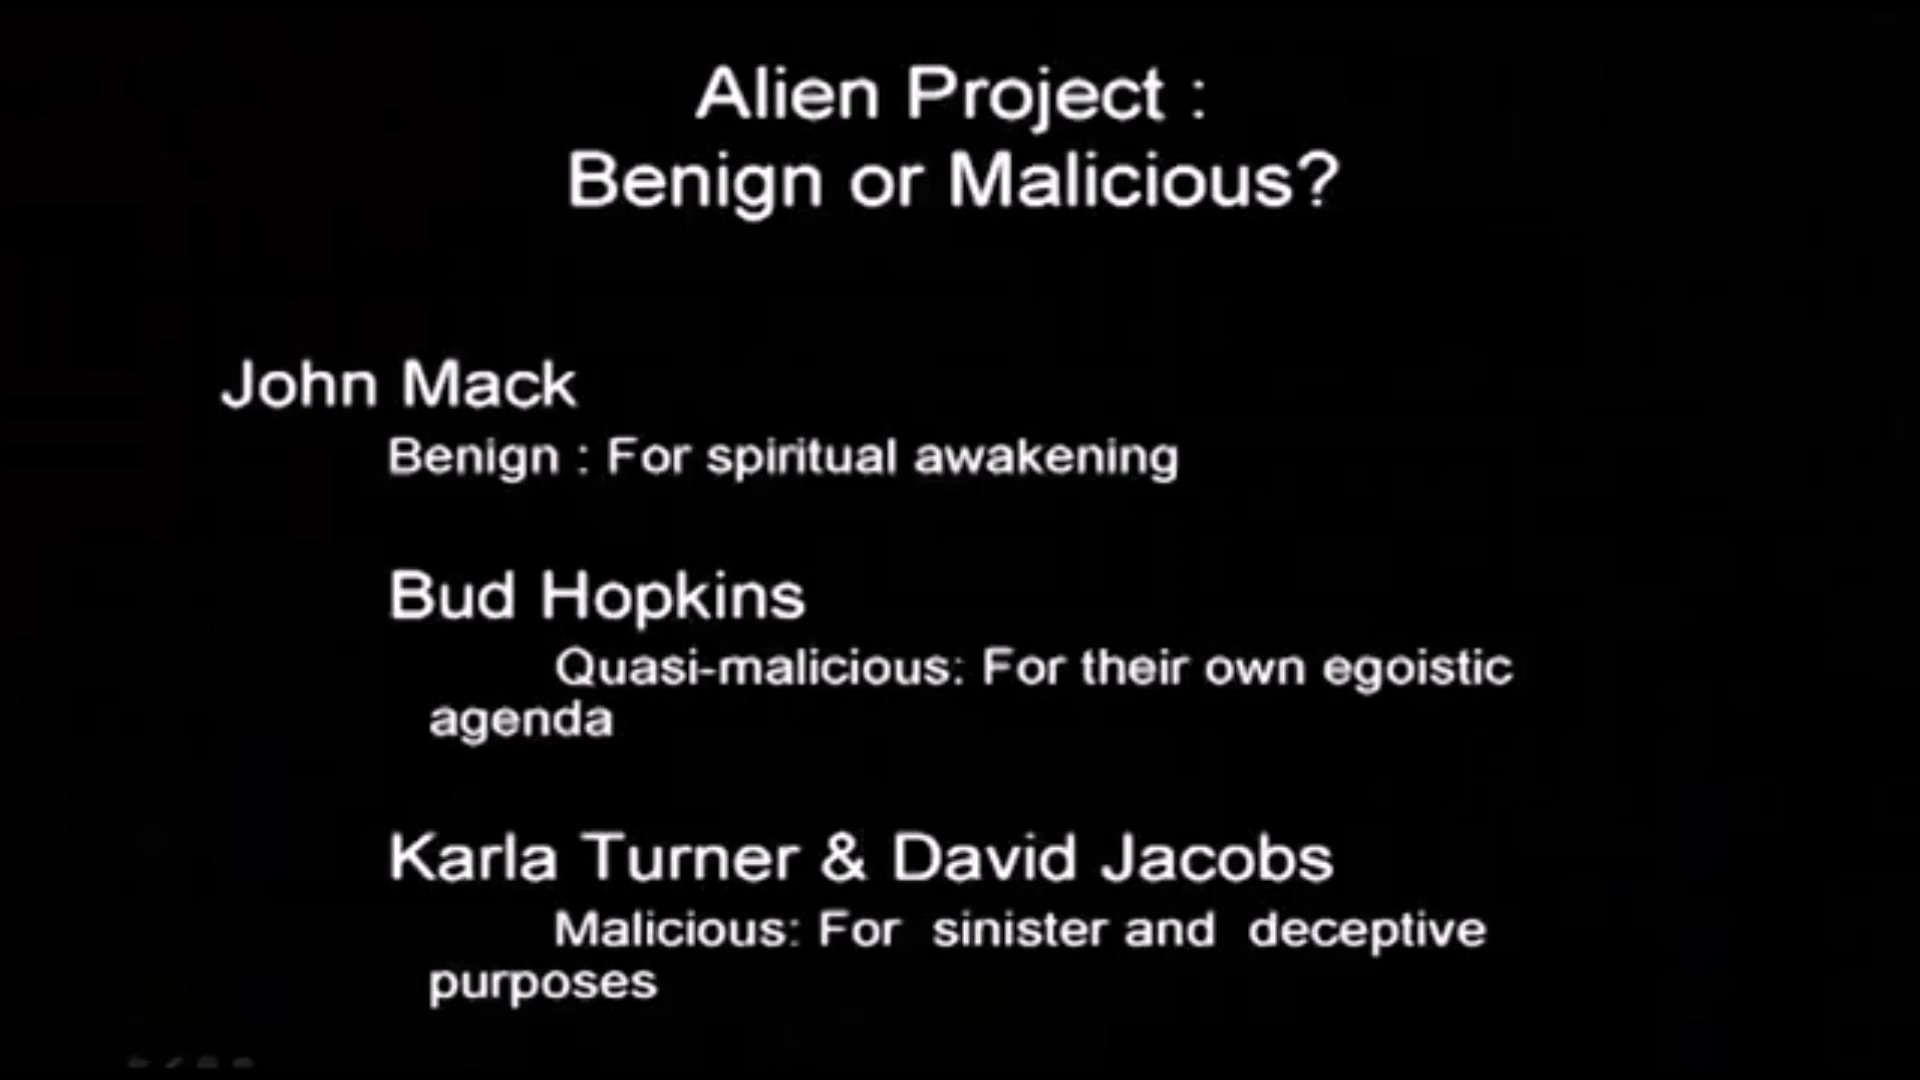 Alien Project :
Benign or Malicious?
John Mack
Benign : For spiritual awakening
Bud Hopkins
Quasi-malicious: For their own egoistic
agenda
Karla Turner & David Jacobs
Malicious: For  sinister and  deceptive
purposes